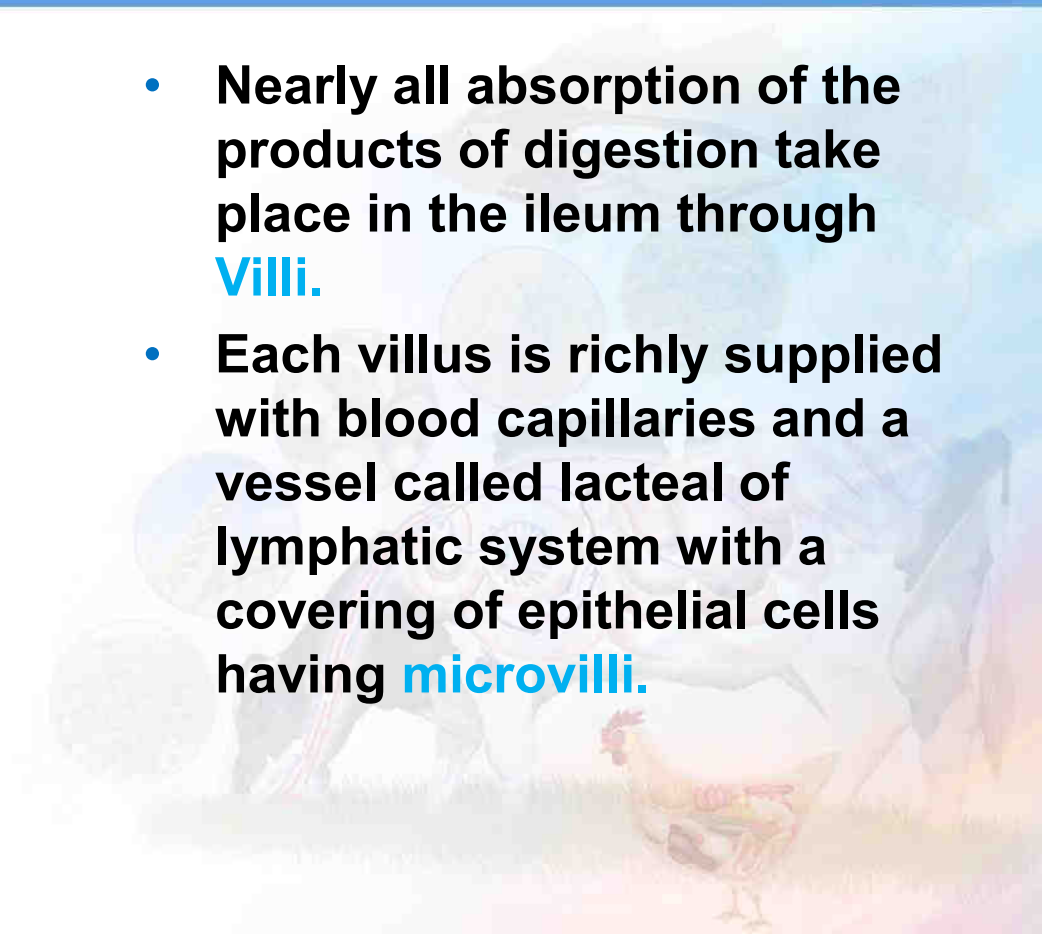 • Nearly all absorption of the
products of digestion take
place in the ileum through
Villi.
• Each villus is richly supplied
with blood capillaries and a
vessel called lacteal of
lymphatic system with a
covering of epithelial cells
having microvilli.